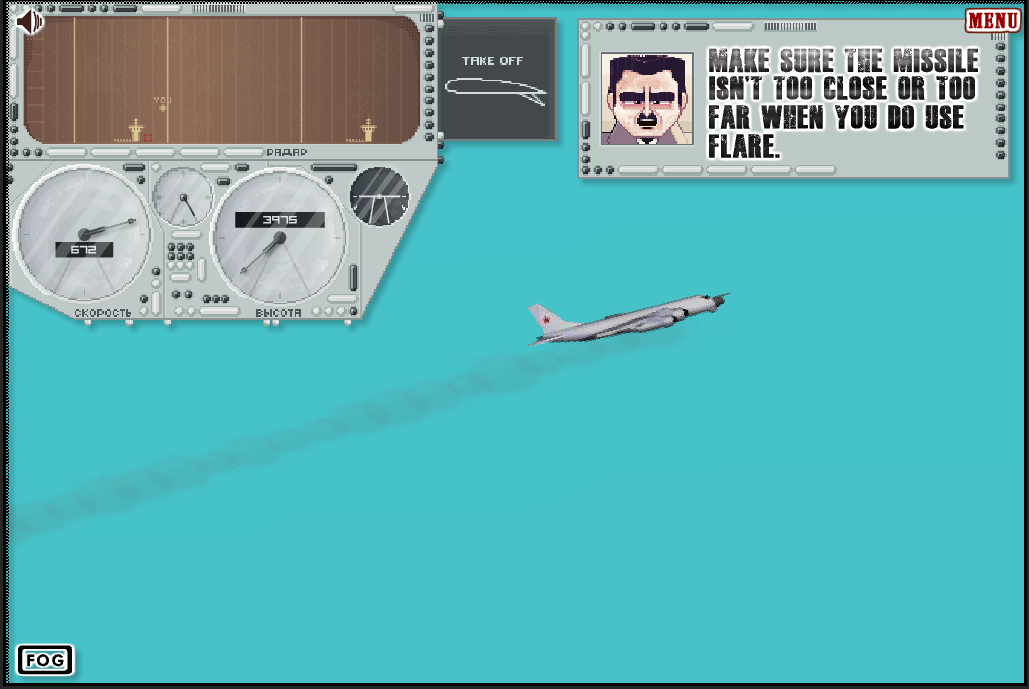 MENU
YOU
TAKE OFF
MAKE SURE THE MISSILE
ISN'T TOO CLOSE OR TOO
FAR WHEN YOU DO USE
FLARE.
РАДАР
3975
672
СКОРОСТЬ
ВЫСОТА
FOG